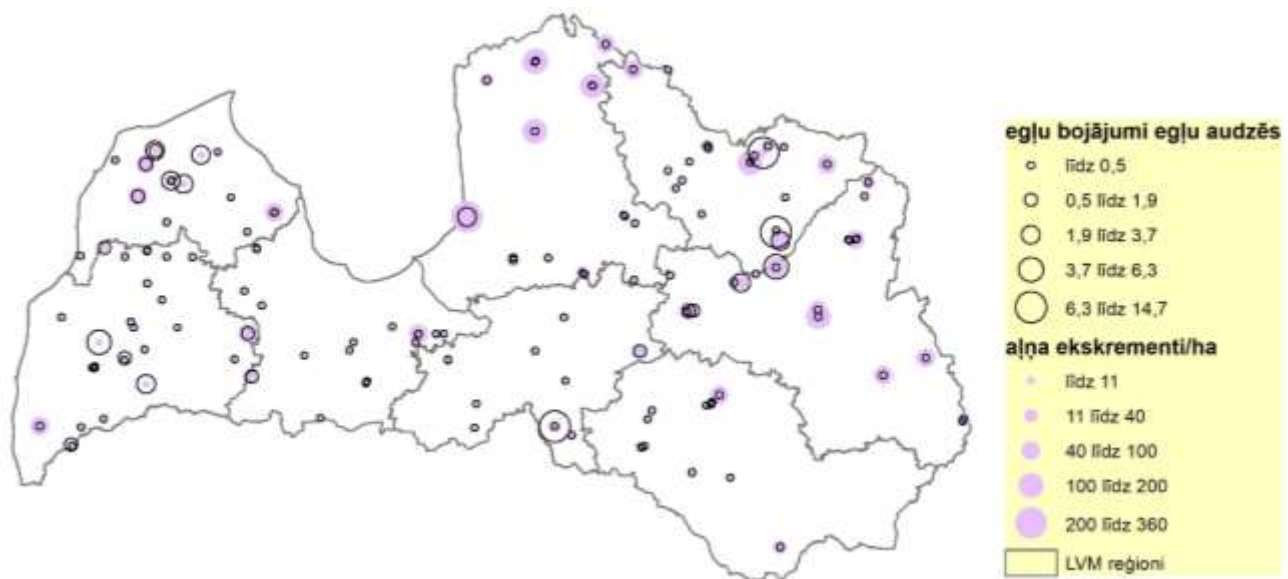 egļu bojājumi egļu audzēs
līdz 0,5
0,5 līdz 1,9
1,9 līdz 3,7
3,7 līdz 6,3
6,3 līdz 14,7
aļņa ekskrementi/ha
līdz 11
11 līdz 40
40 līdz 100
100 līdz 200
200 līdz 360
LVM reģioni